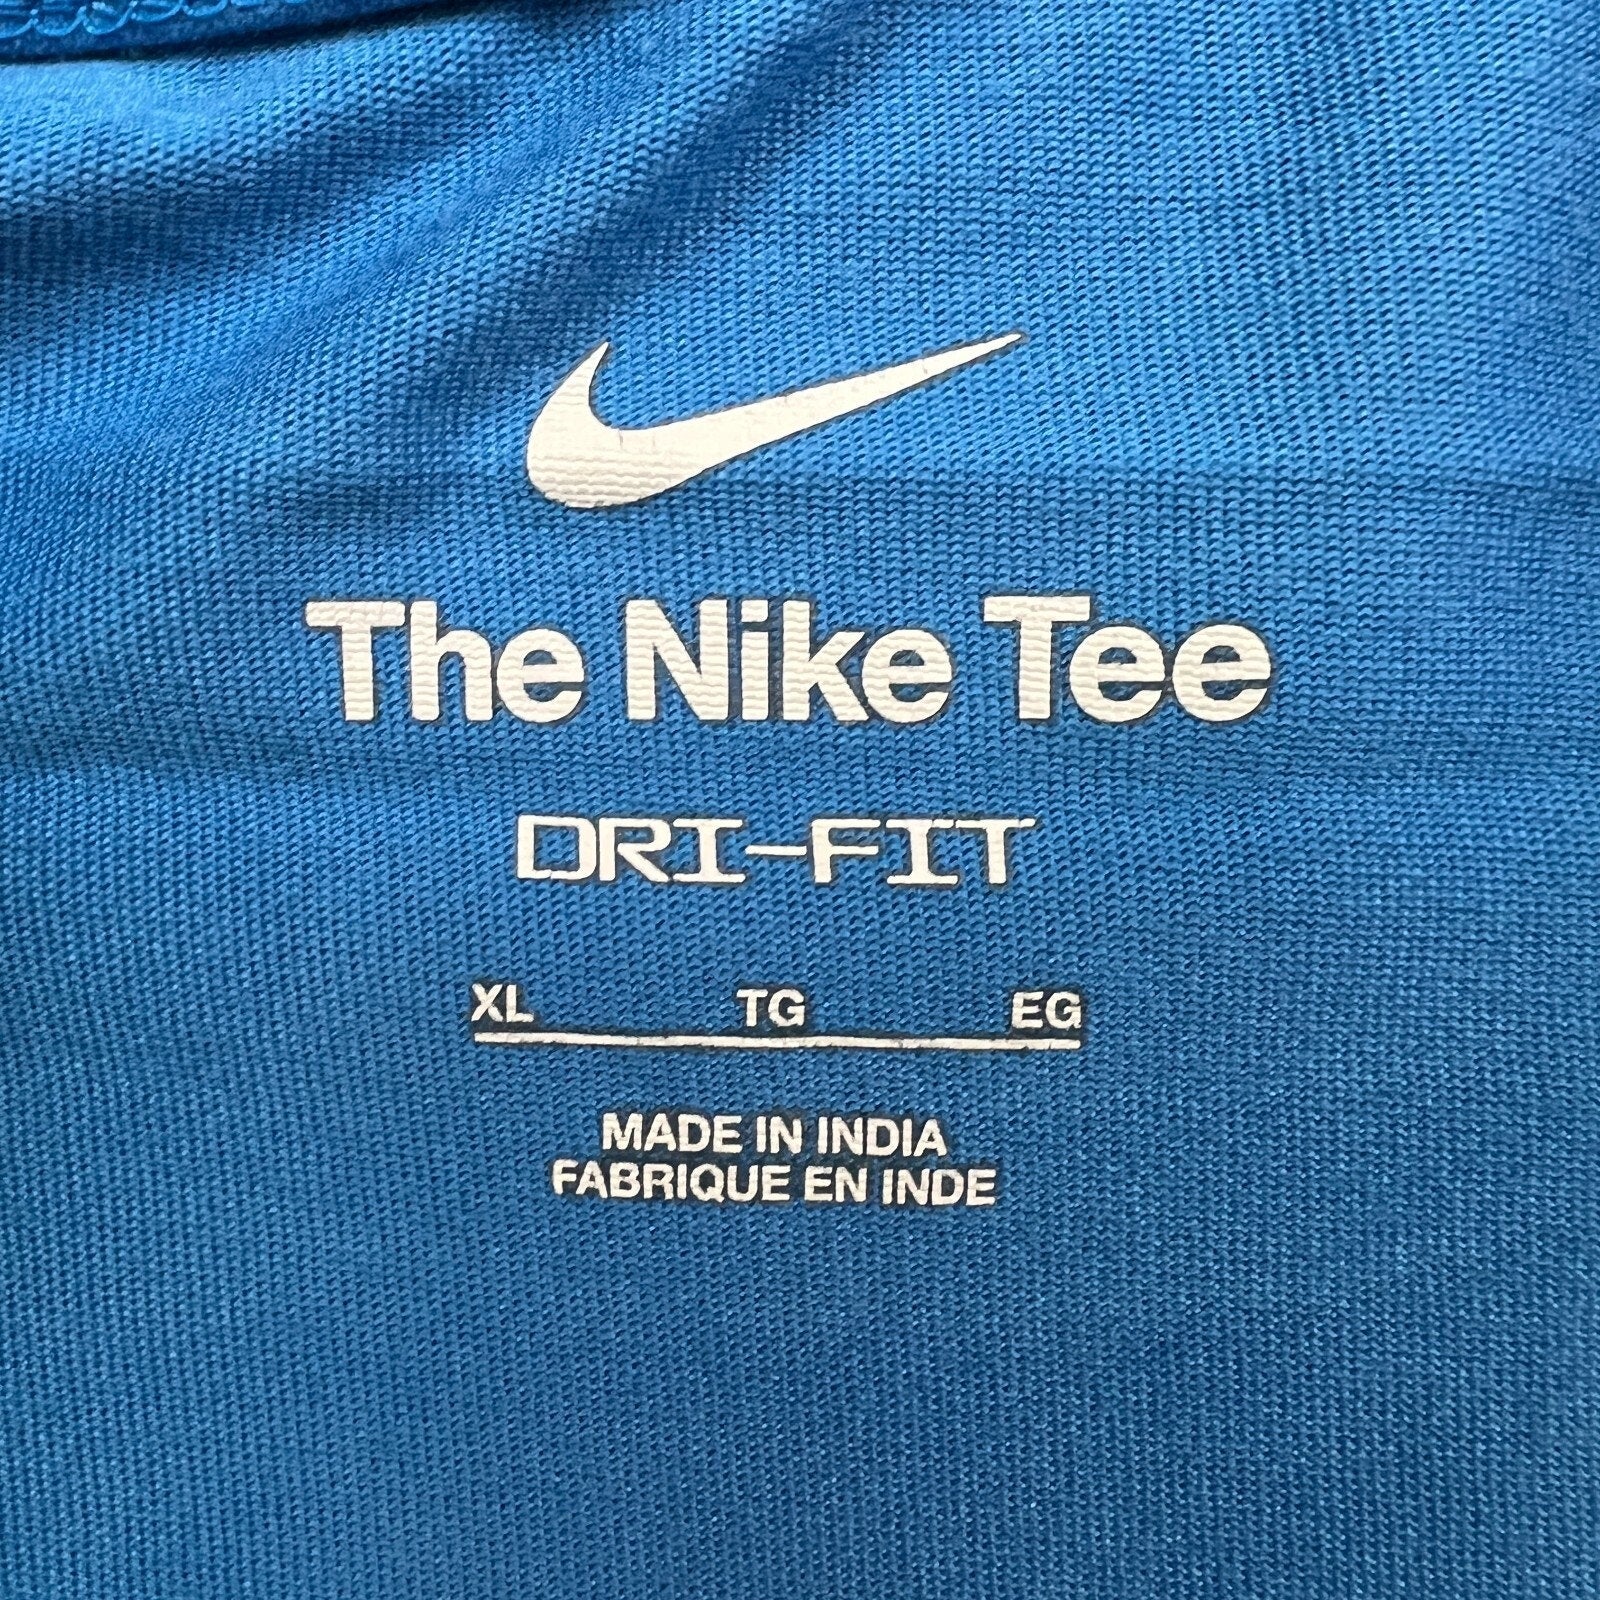 The Nike Tee
DRI-FIT
XL TG EG
MADE IN INDIA
FABRIQUE EN INDE